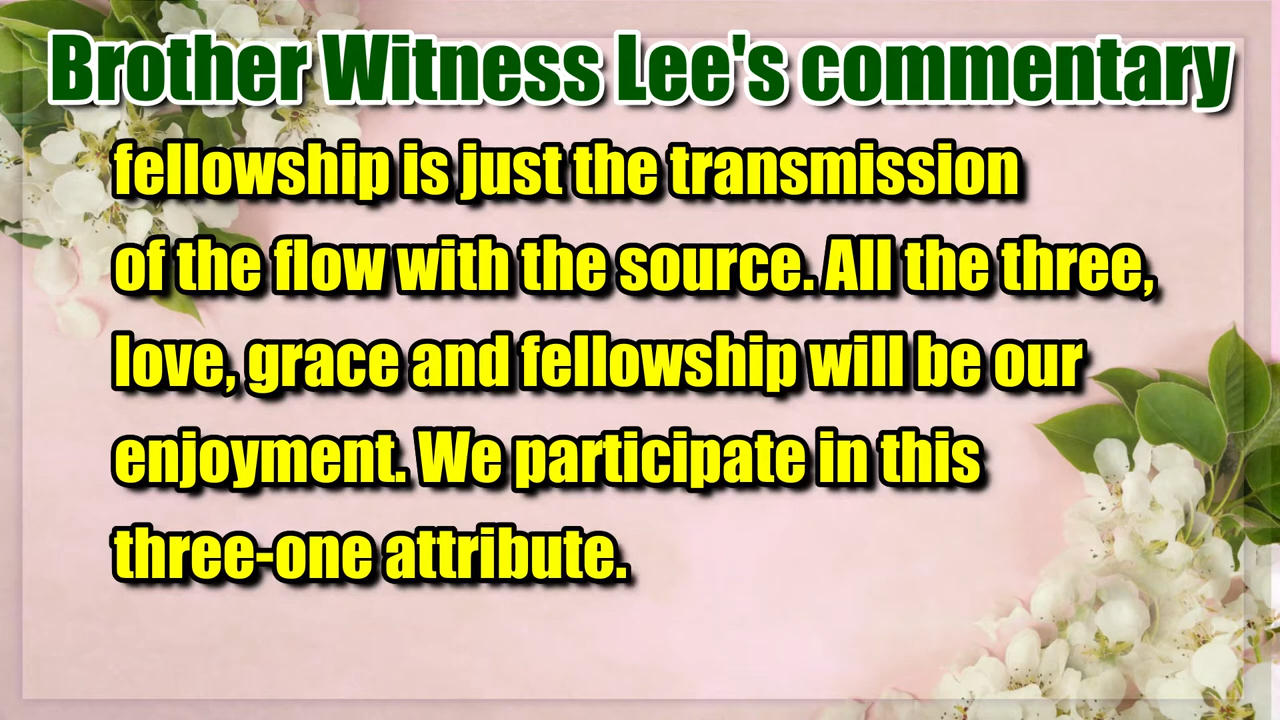 Brother Witness Lee's commentary
fellowship is just the transmission
of the flow with the source. All the three,
love, grace and fellowship will be our
enjoyment. We participate in this
three-one attribute.